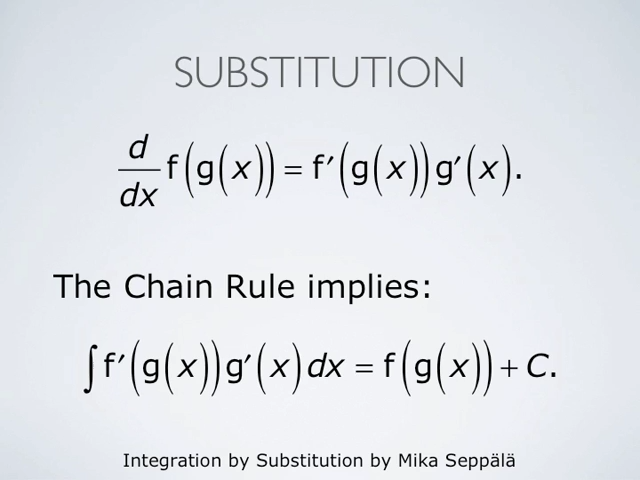 SUBSTITUTION
d/dx f(g(x)) = f′(g(x))g′(x).
The Chain Rule implies:
∫f′(g(x))g′(x)dx = f(g(x)) + C.
Integration by Substitution by Mika Seppälä